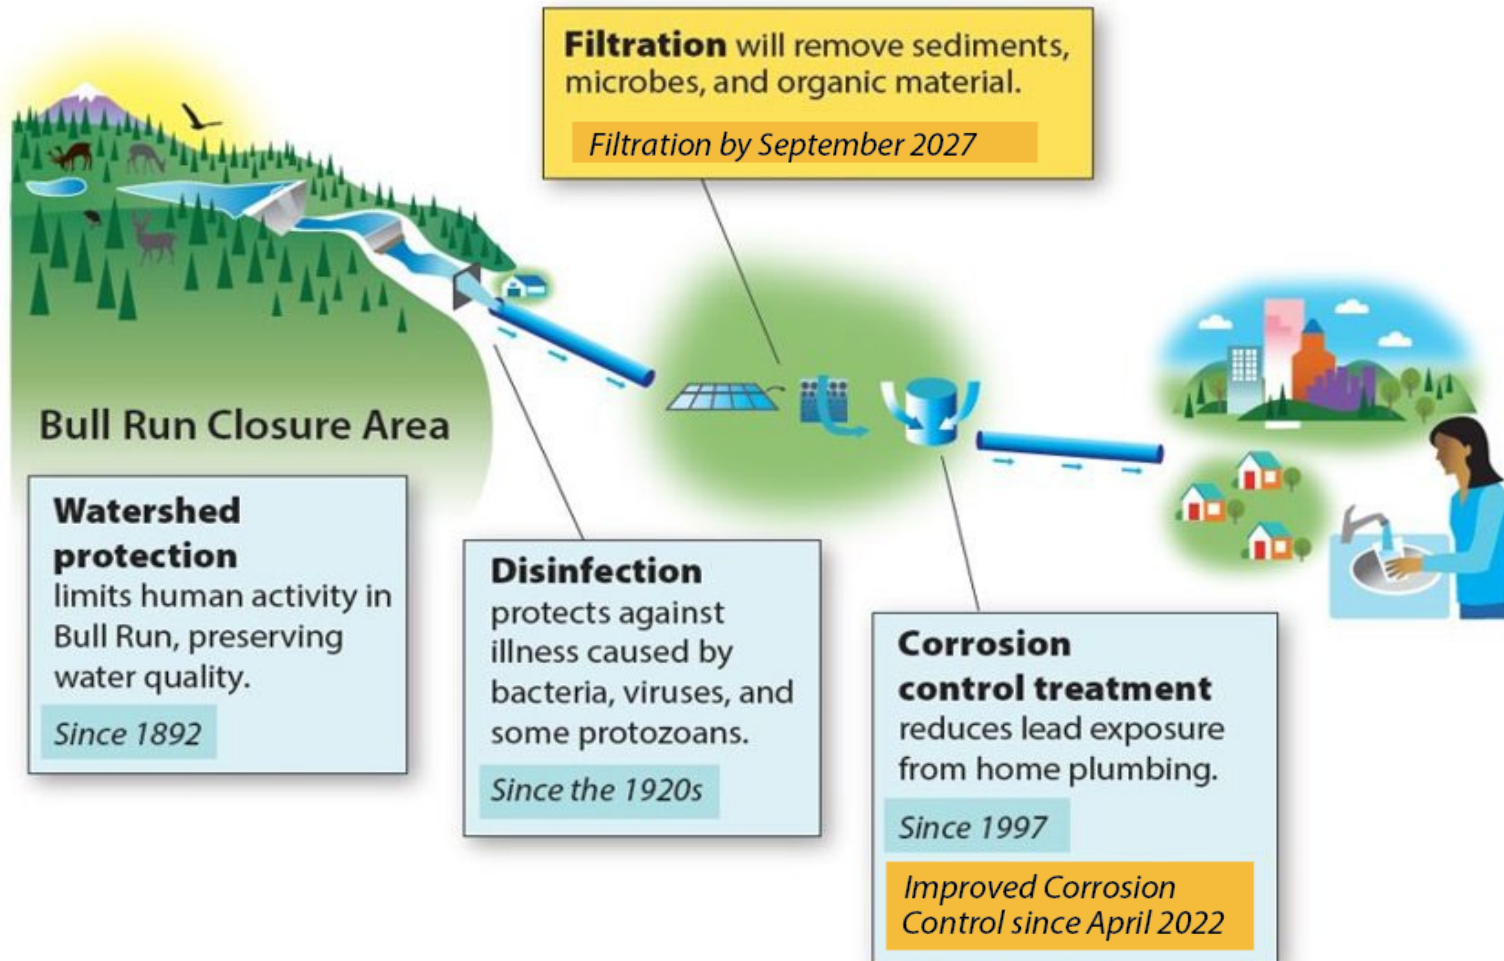 Filtration will remove sediments,
microbes, and organic material.
Filtration by September 2027
Bull Run Closure Area
Watershed
protection
limits human activity in
Bull Run, preserving
water quality.
Since 1892
Disinfection
protects against
illness caused by
bacteria, viruses, and
some protozoans.
Since the 1920s
Corrosion
control treatment
reduces lead exposure
from home plumbing.
Since 1997
Improved Corrosion
Control since April 2022